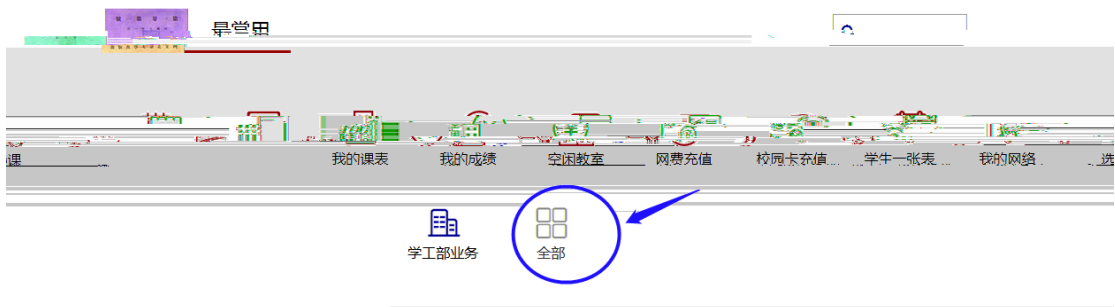 最常用
课 我的课表 我的成绩 空闲教室 网费充值 校园卡充值 学生一张表 我的网络 选
学工部业务 全部